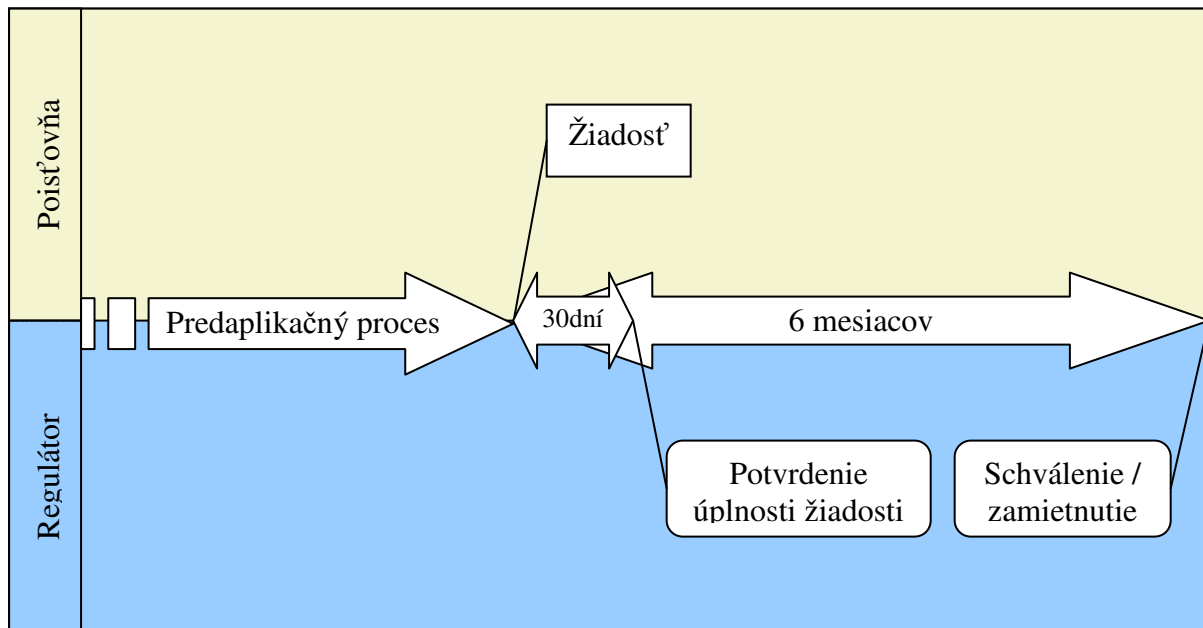 Poisťovňa
Žiadosť
Predaplikačný proces
30dní
6 mesiacov
Regulátor
Potvrdenie
úplnosti žiadosti
Schválenie /
zamietnutie